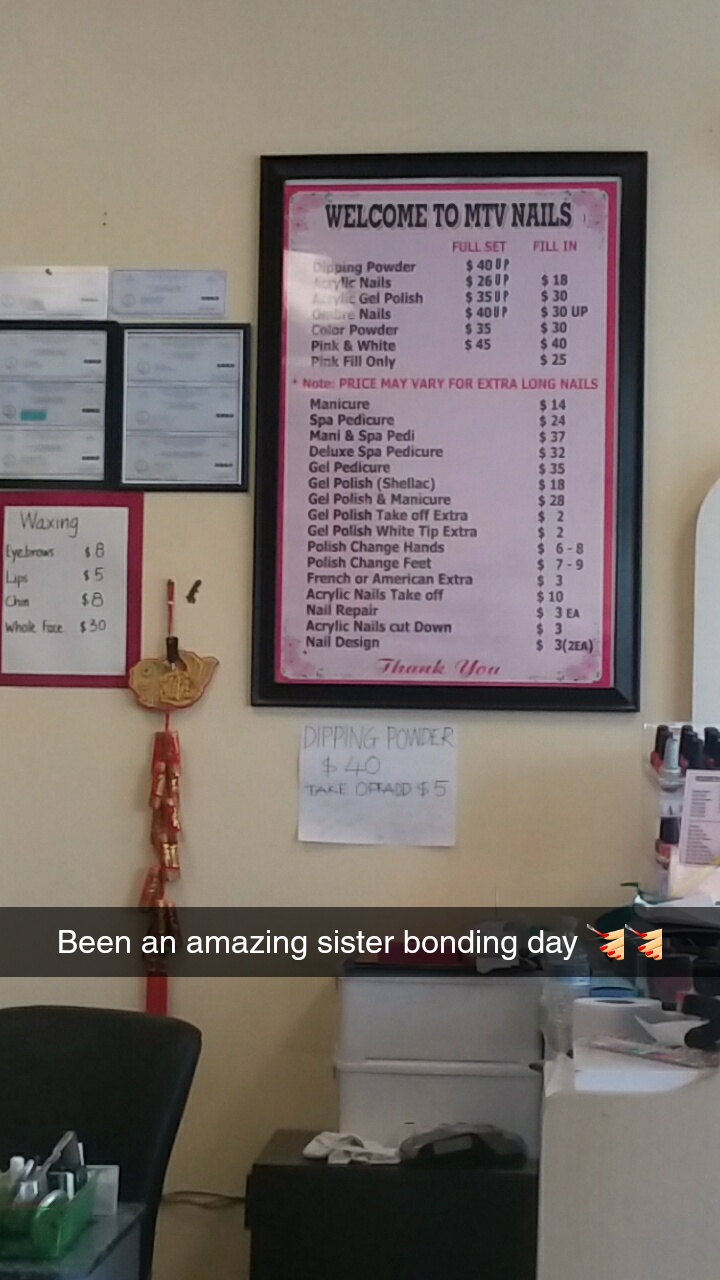 WELCOME TO MTV NAILS
FULL SET FILL IN
Dipping Powder $ 40 UP
Acrylic Nails $ 26 UP $ 18
Acrylic Gel Polish $ 35 UP $ 30
Ombre Nails $ 40 UP $ 30 UP
Color Powder $ 35 $ 30
Pink & White $ 45 $ 40
Pink Fill Only $ 25
* Note: PRICE MAY VARY FOR EXTRA LONG NAILS
Manicure $ 14
Spa Pedicure $ 24
Mani & Spa Pedi $ 37
Deluxe Spa Pedicure $ 32
Gel Pedicure $ 35
Gel Polish (Shellac) $ 18
Gel Polish & Manicure $ 28
Gel Polish Take off Extra $ 2
Gel Polish White Tip Extra $ 2
Polish Change Hands $ 6 - 8
Polish Change Feet $ 7 - 9
French or American Extra $ 3
Acrylic Nails Take off $ 10
Nail Repair $ 3 EA
Acrylic Nails cut Down $ 3
Nail Design $ 3(2EA)
Thank You
Waxing
Eyebrows $ 8
Lips $ 5
Chin $ 8
Whole Face $ 30
DIPPING POWDER
$ 40
TAKE OFF ADD $ 5
Been an amazing sister bonding day 💅💅